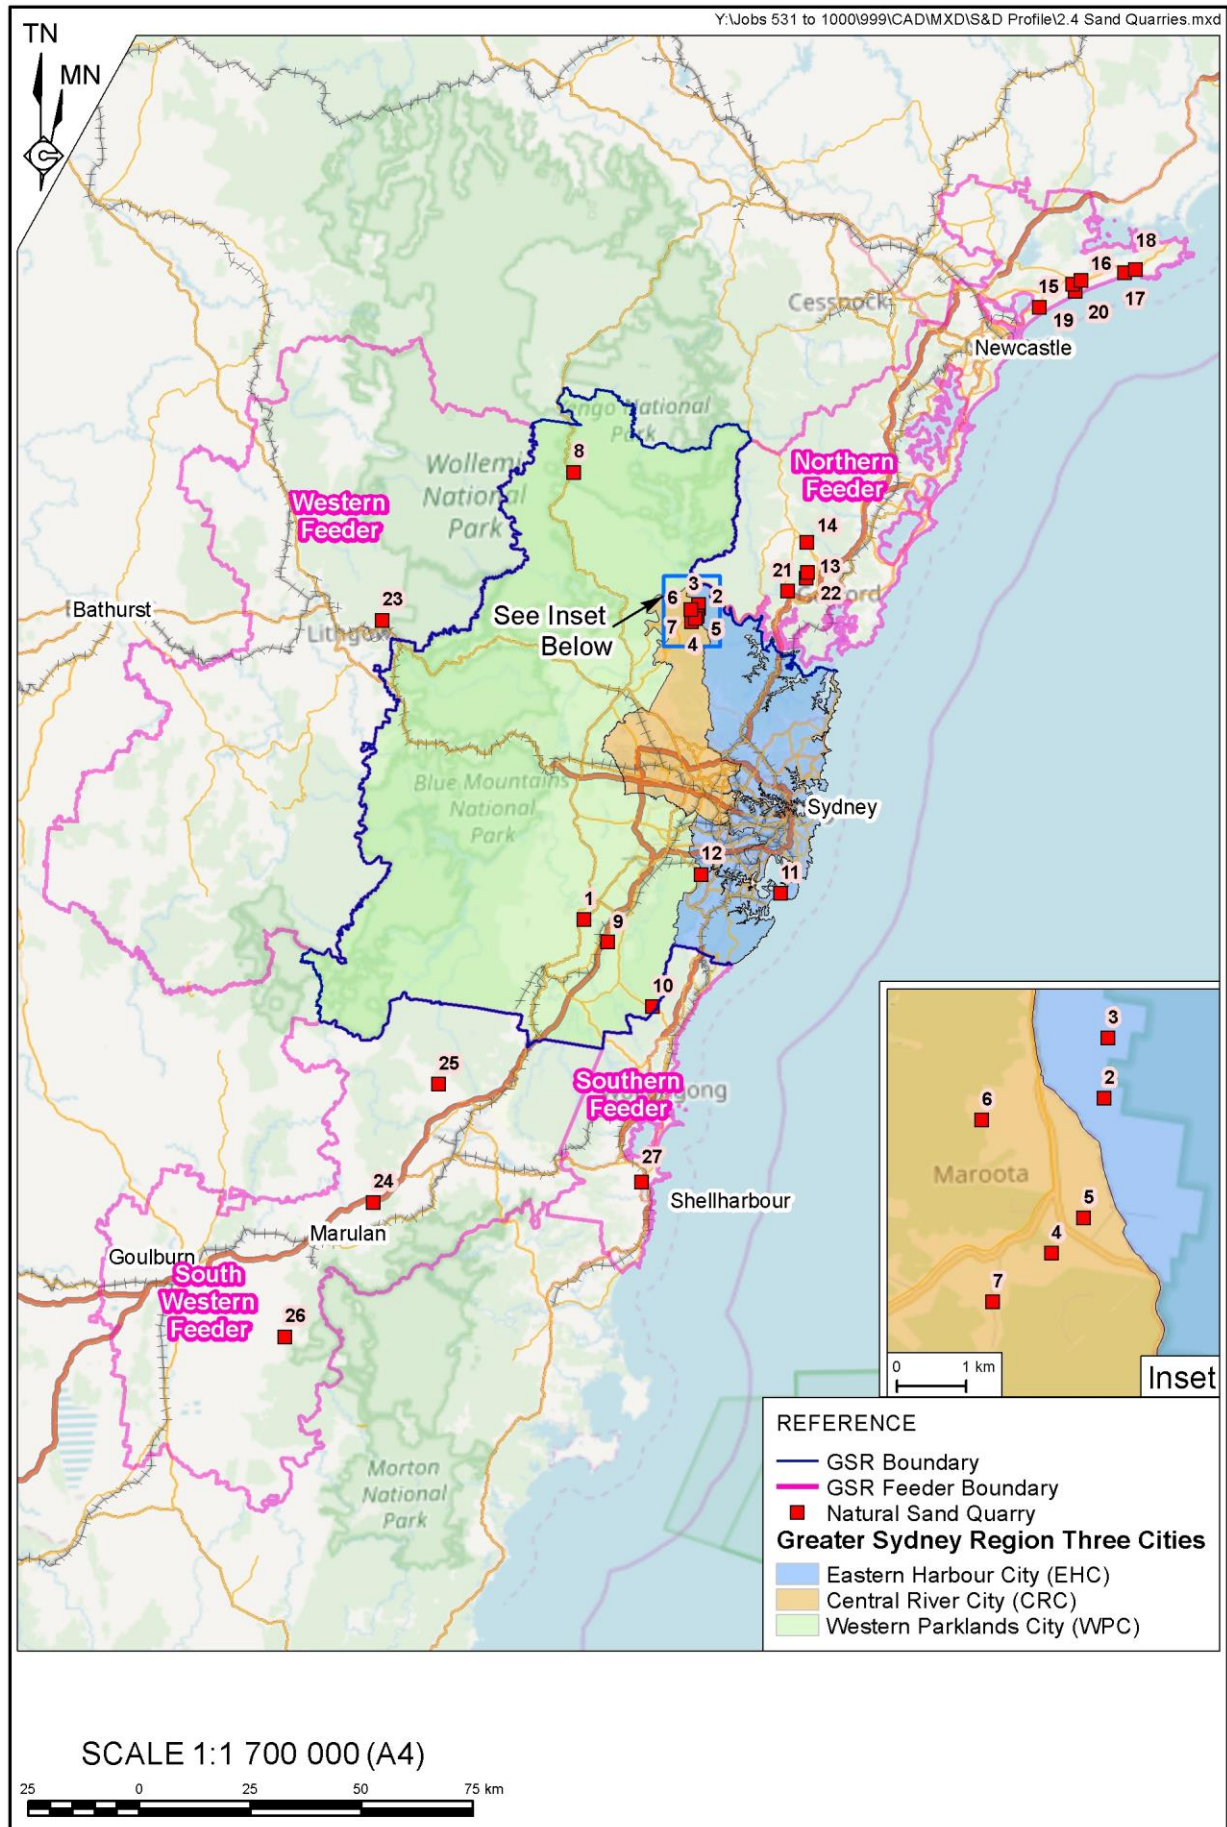 Y:\Jobs 531 to 1000\999\CAD\MXD\S&D Profile\2.4 Sand Quarries.mxd
TN
MN
18
16
15
17
19
20
Cessnock
Newcastle
Yengo National
Park
8
Wollemi
National
Park
Northern
Feeder
Western
Feeder
14
13
21
22
Gosford
3
6
2
7
5
4
See Inset
Below
23
Bathurst
Lithgow
Blue Mountains
National
Park
Sydney
12
11
1
9
10
25
Southern
Feeder
Wollongong
27
24
Shellharbour
Marulan
Goulburn
South
Western
Feeder
26
Morton
National
Park
3
2
6
Maroota
5
4
7
0 1 km
Inset
REFERENCE
GSR Boundary
GSR Feeder Boundary
Natural Sand Quarry
Greater Sydney Region Three Cities
Eastern Harbour City (EHC)
Central River City (CRC)
Western Parklands City (WPC)
SCALE 1:1 700 000 (A4)
25 0 25 50 75 km